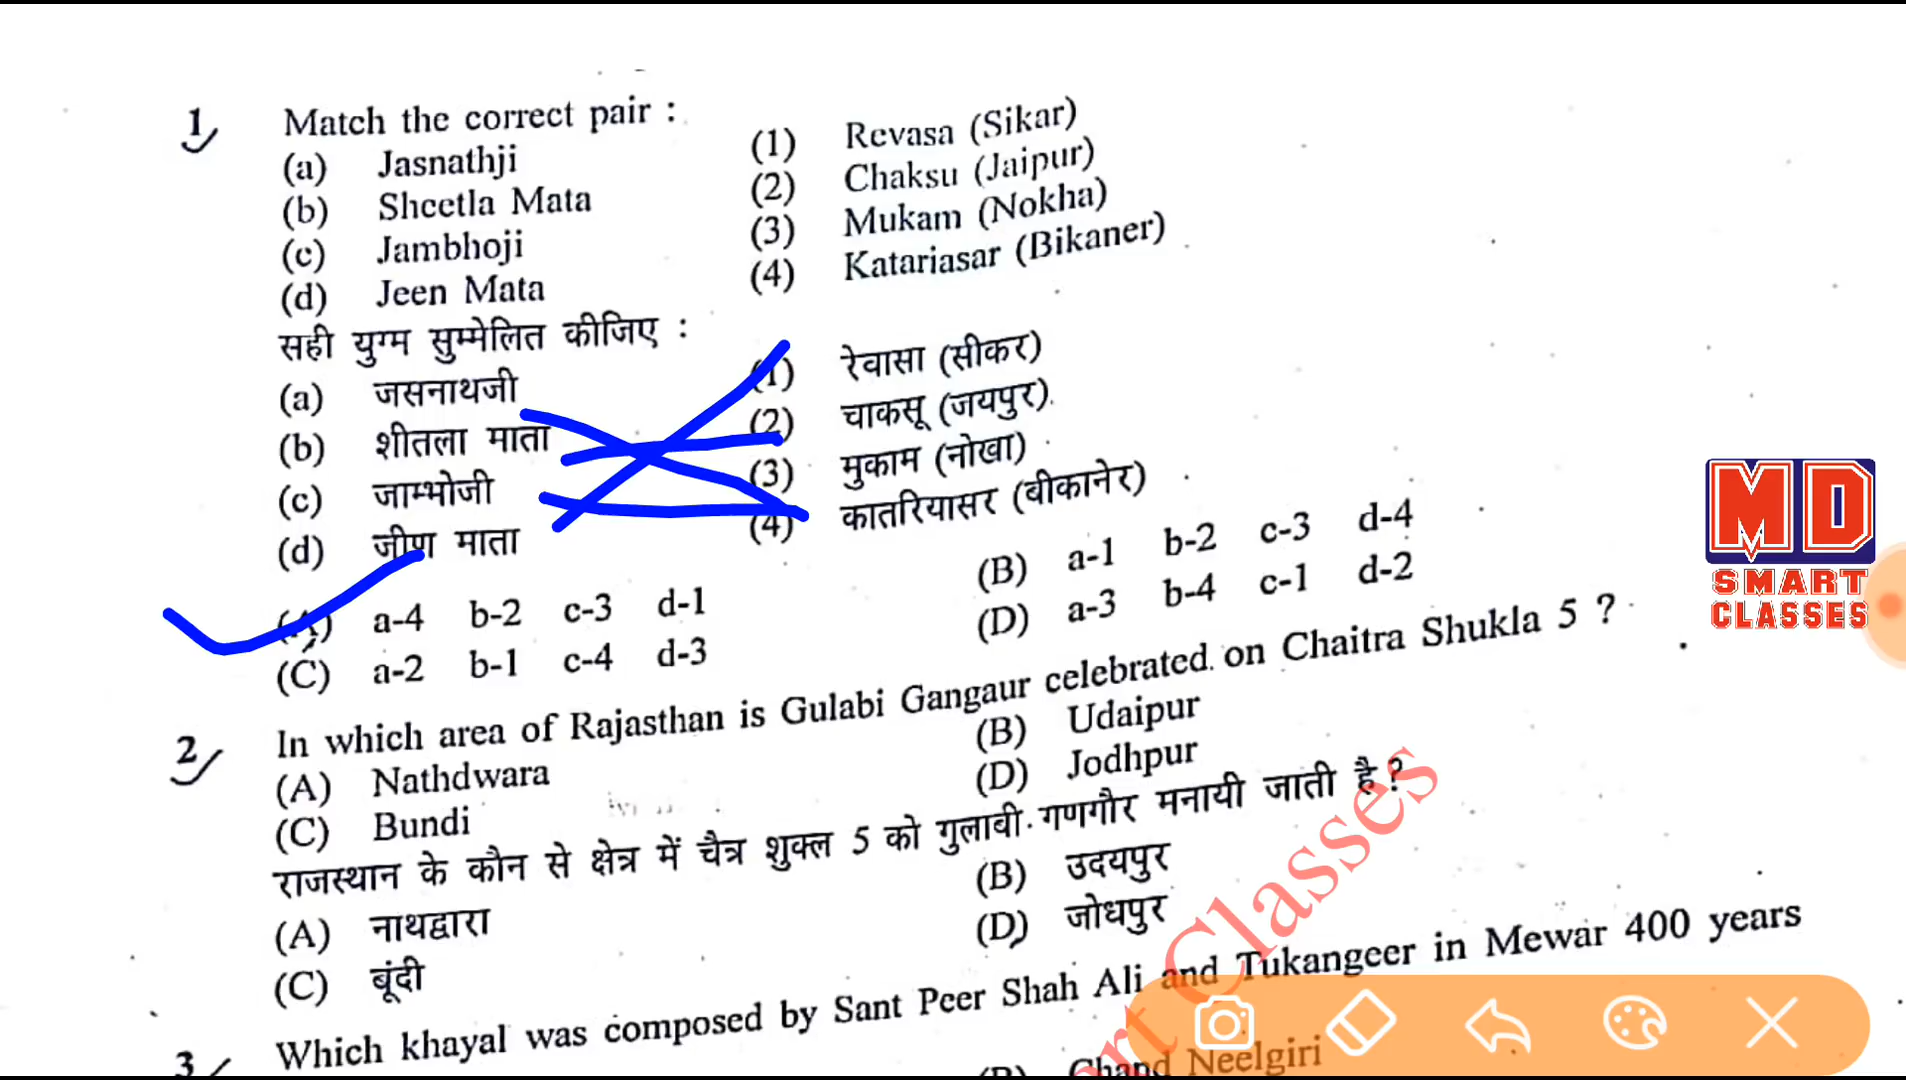 1 Match the correct pair :
(a) Jasnathji (1) Revasa (Sikar)
(b) Sheetla Mata (2) Chaksu (Jaipur)
(c) Jambhoji (3) Mukam (Nokha)
(d) Jeen Mata (4) Katariasar (Bikaner)
सही युग्म सुम्मेलित कीजिए :
(a) जसनाथजी (1) रेवासा (सीकर)
(b) शीतला माता (2) चाकसू (जयपुर)
(c) जाम्भोजी (3) मुकाम (नोखा)
(d) जीण माता (4) कातरियासर (बीकानेर)
(A) a-4 b-2 c-3 d-1 (B) a-1 b-2 c-3 d-4
(C) a-2 b-1 c-4 d-3 (D) a-3 b-4 c-1 d-2
2 In which area of Rajasthan is Gulabi Gangaur celebrated on Chaitra Shukla 5 ?
(A) Nathdwara (B) Udaipur
(C) Bundi (D) Jodhpur
राजस्थान के कौन से क्षेत्र में चैत्र शुक्ल 5 को गुलाबी गणगौर मनायी जाती है ?
(A) नाथद्वारा (B) उदयपुर
(C) बूंदी (D) जोधपुर
3 Which khayal was composed by Sant Peer Shah Ali and Tukangeer in Mewar 400 years
(B) Chand Neelgiri
MD
SMART
CLASSES
Classes